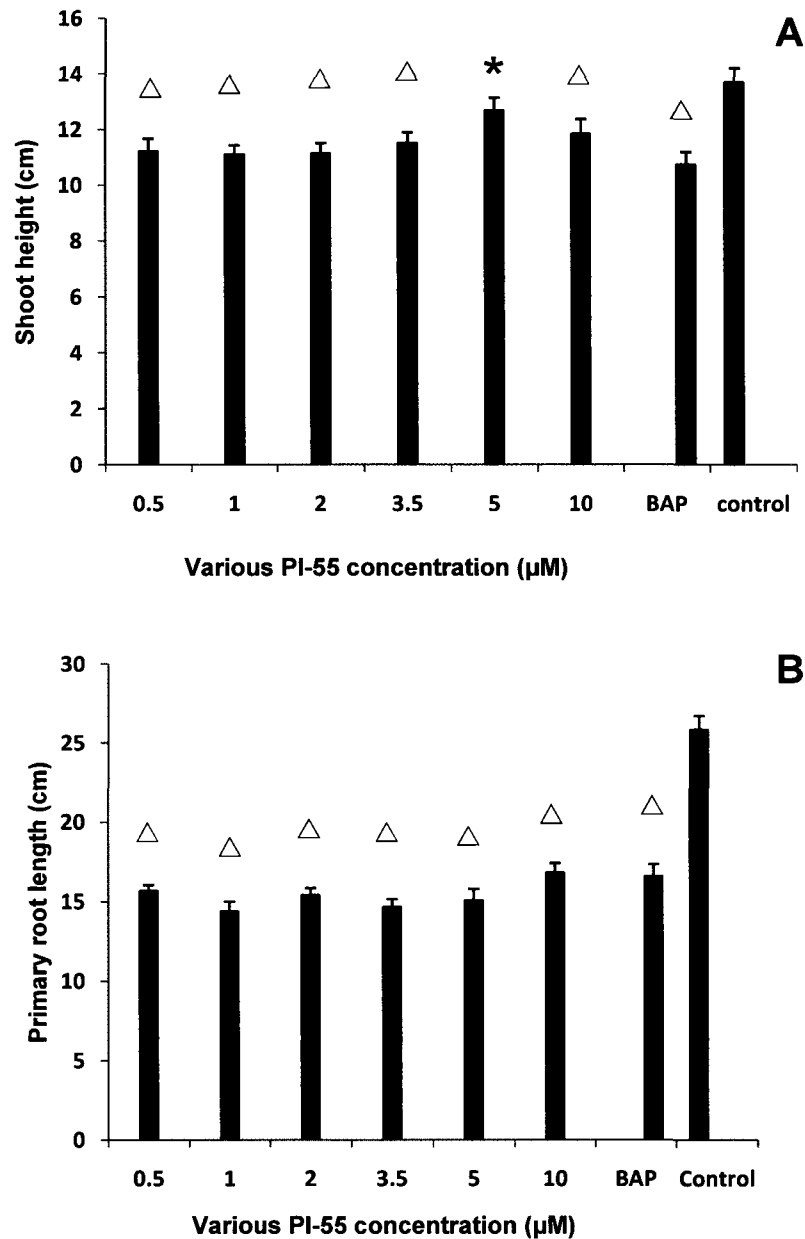 A
Shoot height (cm)
16
14
12
10
8
6
4
2
0
*
0.5 1 2 3.5 5 10 BAP control
Various PI-55 concentration (µM)
B
Primary root length (cm)
30
25
20
15
10
5
0
0.5 1 2 3.5 5 10 BAP Control
Various PI-55 concentration (µM)